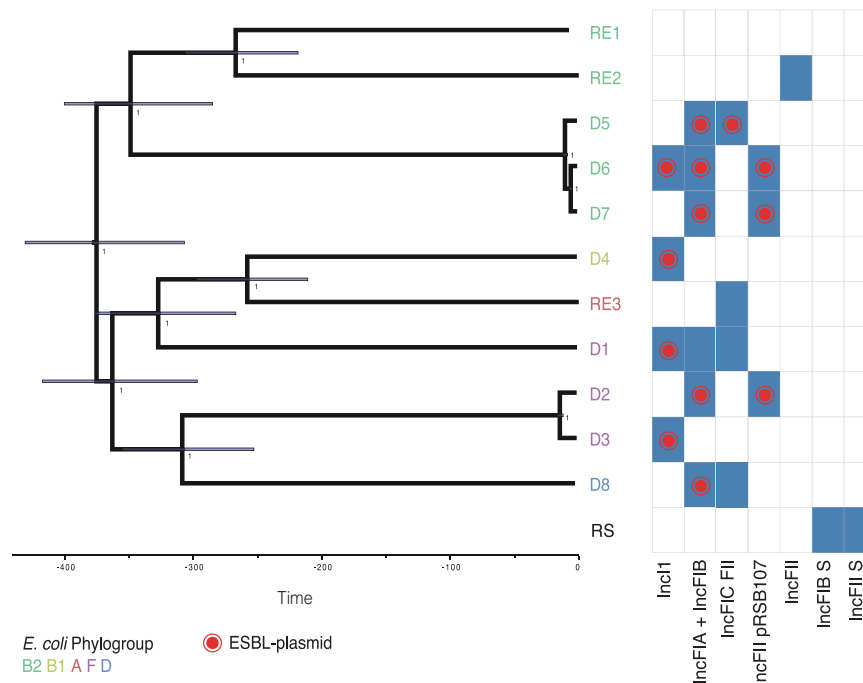 RE1
1
RE2
1
D5
1
D6
1
D7
1
D4
1
RE3
1
D1
1
D2
1
1
D3
1
D8
RS
-400 -300 -200 -100 0
Time
IncI1
IncFIA + IncFIB
IncFIC FII
ncFII pRSB107
IncFII
IncFIB S
IncFII S
E. coli Phylogroup
ESBL-plasmid
B2 B1 A F D